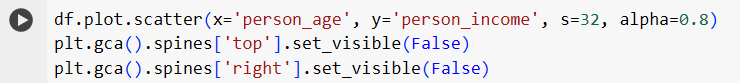 df.plot.scatter(x='person_age', y='person_income', s=32, alpha=0.8)
plt.gca().spines['top'].set_visible(False)
plt.gca().spines['right'].set_visible(False)